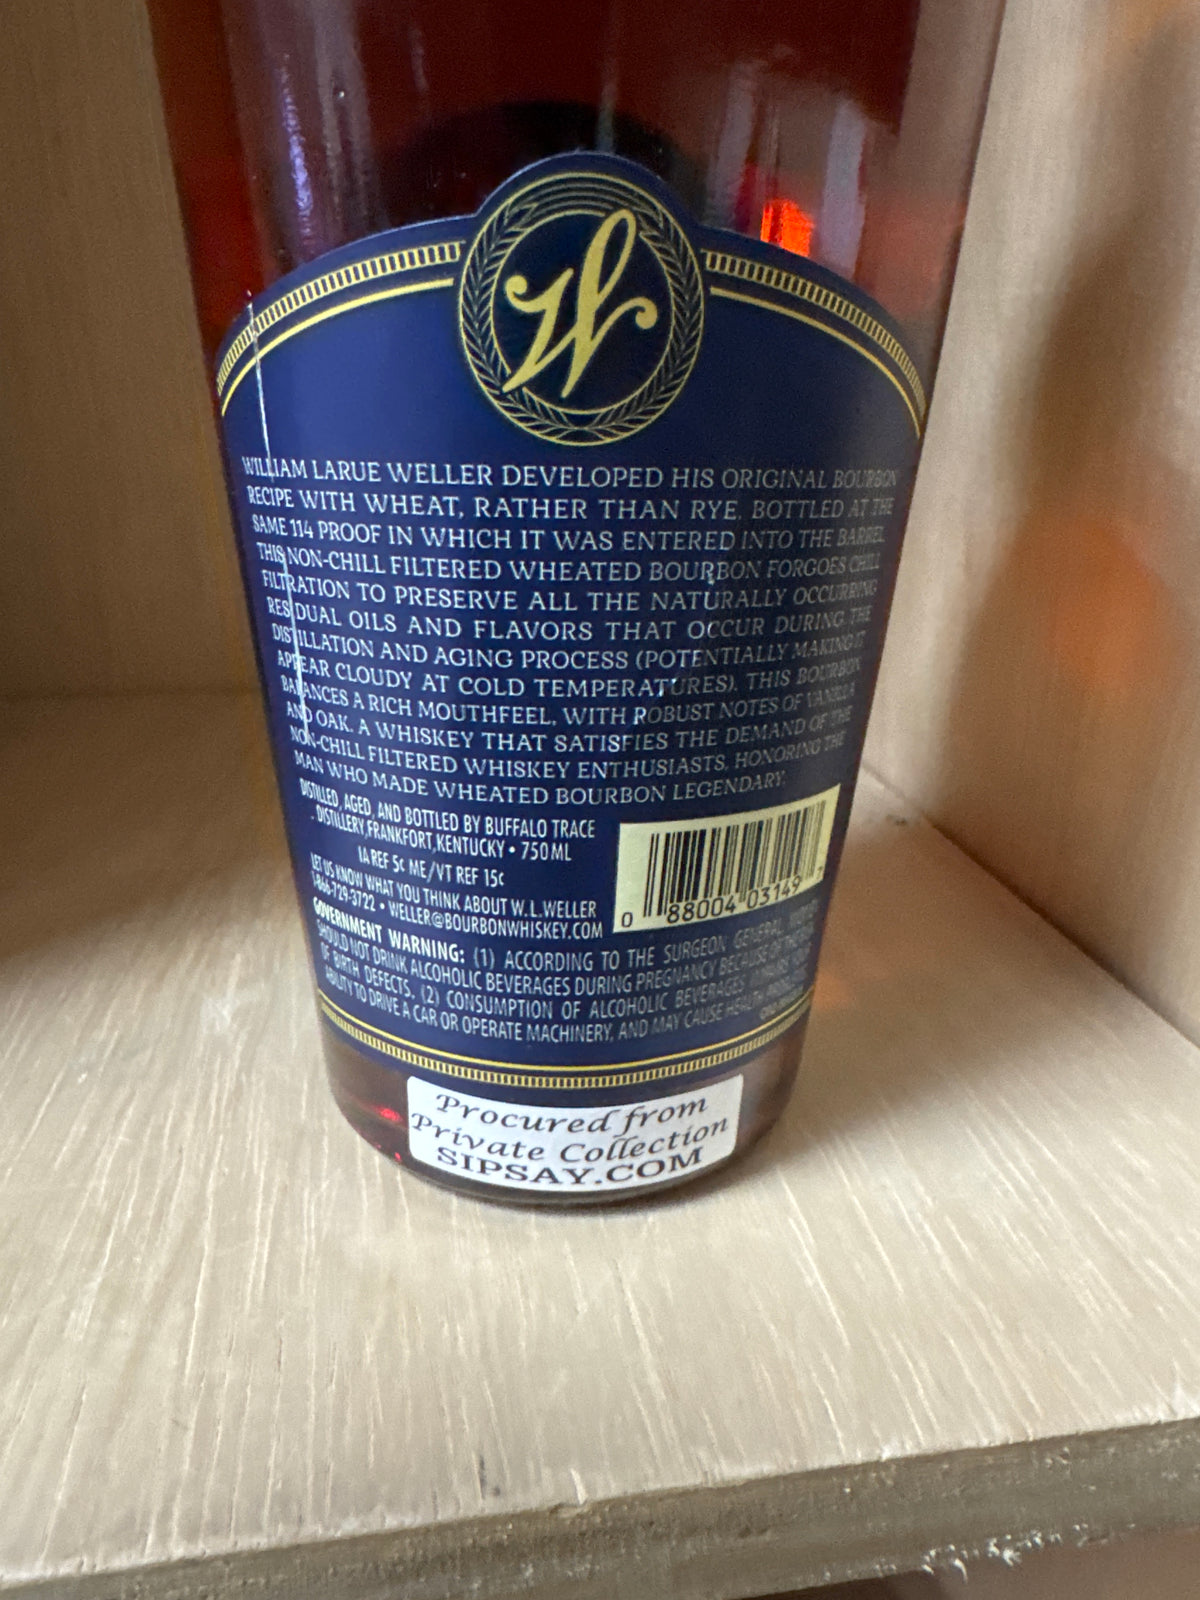 W
WILLIAM LARUE WELLER DEVELOPED HIS ORIGINAL BOURBON
RECIPE WITH WHEAT, RATHER THAN RYE. BOTTLED AT THE
SAME 114 PROOF IN WHICH IT WAS ENTERED INTO THE BARREL
THIS NON-CHILL FILTERED WHEATED BOURBON FORGOES CHILL
FILTRATION TO PRESERVE ALL THE NATURALLY OCCURRING
RESIDUAL OILS AND FLAVORS THAT OCCUR DURING THE
DISTILLATION AND AGING PROCESS (POTENTIALLY MAKING IT
APPEAR CLOUDY AT COLD TEMPERATURES). THIS BOURBON
BALANCES A RICH MOUTHFEEL, WITH ROBUST NOTES OF VANILLA
AND OAK. A WHISKEY THAT SATISFIES THE DEMAND OF THE
NON-CHILL FILTERED WHISKEY ENTHUSIASTS, HONORING THE
MAN WHO MADE WHEATED BOURBON LEGENDARY.
DISTILLED, AGED, AND BOTTLED BY BUFFALO TRACE
DISTILLERY, FRANKFORT, KENTUCKY • 750 ML
IA REF 5¢ ME/VT REF 15¢
LET US KNOW WHAT YOU THINK ABOUT W.L.WELLER
1-866-729-3722 • WELLER@BOURBONWHISKEY.COM
0 88004 03149 7
GOVERNMENT WARNING: (1) ACCORDING TO THE SURGEON GENERAL,
SHOULD NOT DRINK ALCOHOLIC BEVERAGES DURING PREGNANCY BECAUSE OF THE RISK
OF BIRTH DEFECTS. (2) CONSUMPTION OF ALCOHOLIC BEVERAGES IMPAIRS YOUR
ABILITY TO DRIVE A CAR OR OPERATE MACHINERY, AND MAY CAUSE HEALTH PROBLEMS.
Procured from
Private Collection
SIPSAY.COM